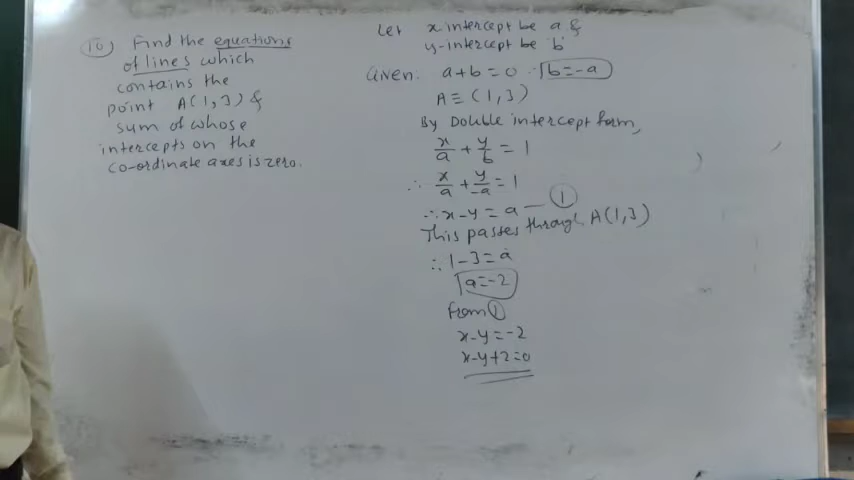 10) Find the equations
of lines which
contains the
point A(1,3) &
sum of whose
intercepts on the
co-ordinate axes is zero.
Let x intercept be a &
y-intercept be 'b'
Given: a+b=0 ∴ b=-a
A≡(1,3)
By Double intercept form,
x/a + y/b = 1
∴ x/a + y/-a = 1
∴ x-y = a — ①
This passes through A(1,3)
∴ 1-3=a
a=-2
From ①
x-y=-2
x-y+2=0